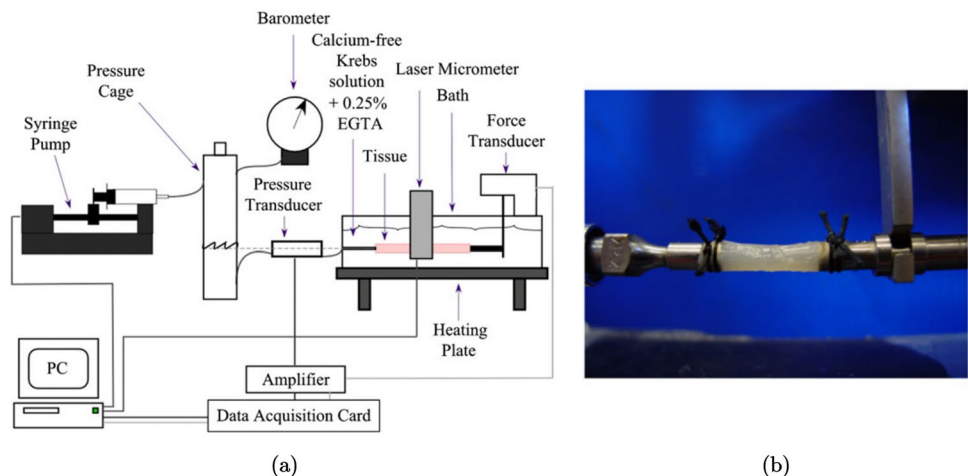 Barometer
Calcium-free
Krebs
solution
+ 0.25%
EGTA
Laser Micrometer
Bath
Pressure
Cage
Force
Transducer
Syringe
Pump
Tissue
Pressure
Transducer
Heating
Plate
PC
Amplifier
Data Acquisition Card
(a)
(b)